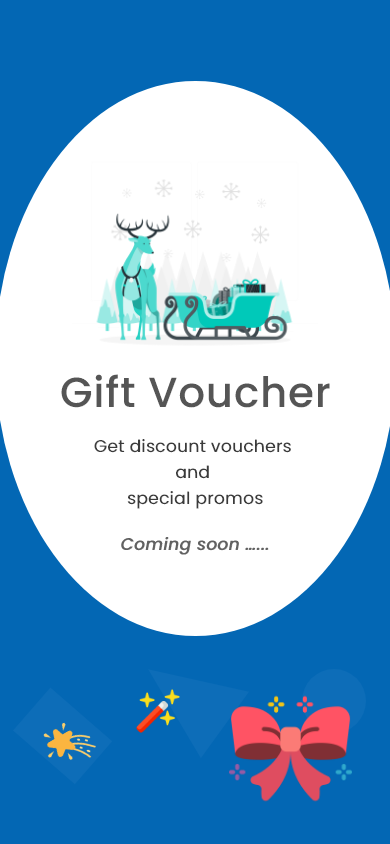 Gift Voucher
Get discount vouchers
and
special promos
Coming soon ......